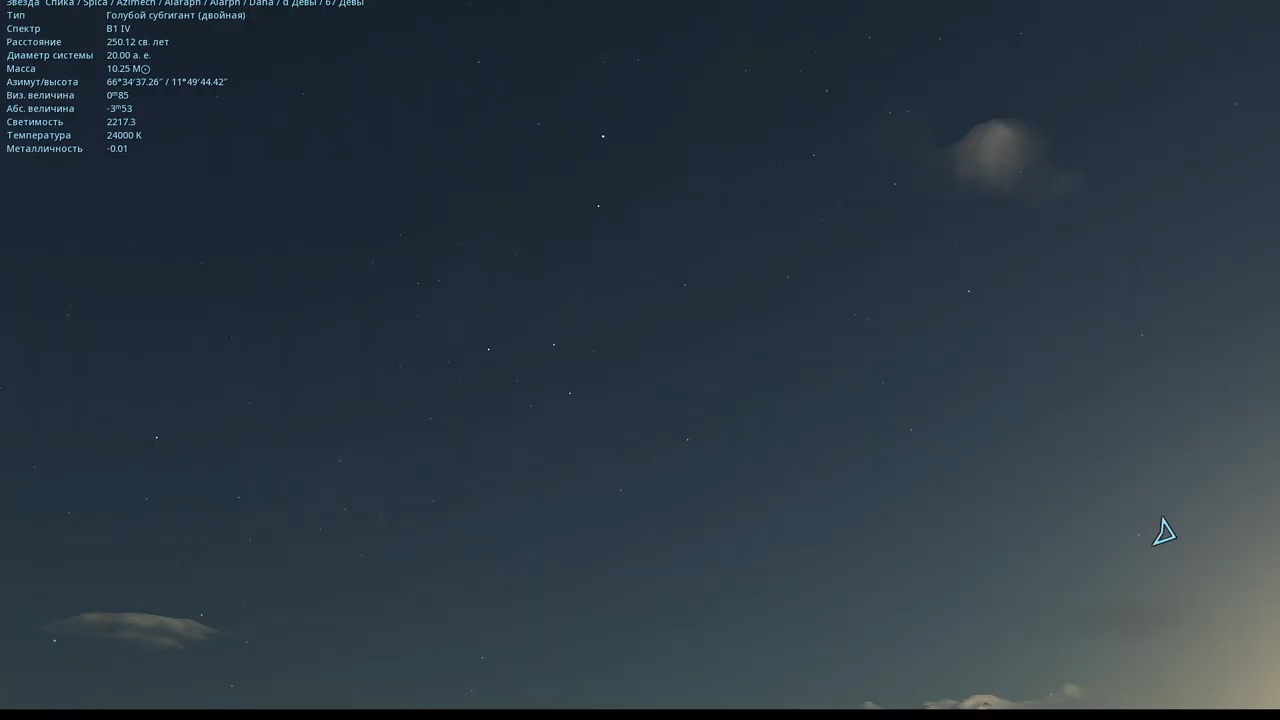 Звезда Спика / Spica / Azimech / Alaraph / Alarph / Dana / α Девы / 67 Девы
Тип Голубой субгигант (двойная)
Спектр B1 IV
Расстояние 250.12 св. лет
Диаметр системы 20.00 а. е.
Масса 10.25 M☉
Азимут/высота 66°34′37.26″ / 11°49′44.42″
Виз. величина 0ᵐ85
Абс. величина -3ᵐ53
Светимость 2217.3
Температура 24000 K
Металличность -0.01